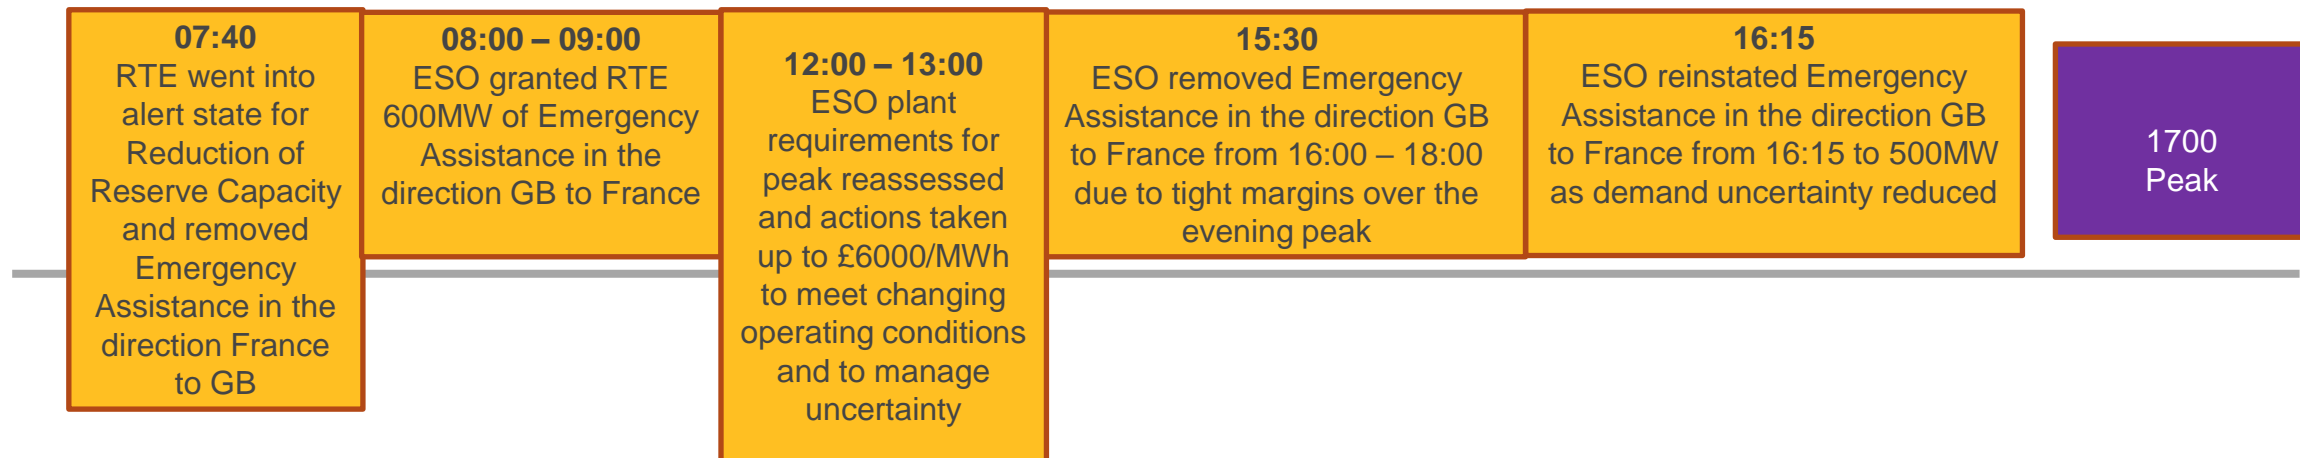 07:40
RTE went into
alert state for
Reduction of
Reserve Capacity
and removed
Emergency
Assistance in the
direction France
to GB
08:00 – 09:00
ESO granted RTE
600MW of Emergency
Assistance in the
direction GB to France
12:00 – 13:00
ESO plant
requirements for
peak reassessed
and actions taken
up to £6000/MWh
to meet changing
operating conditions
and to manage
uncertainty
15:30
ESO removed Emergency
Assistance in the direction GB
to France from 16:00 – 18:00
due to tight margins over the
evening peak
16:15
ESO reinstated Emergency
Assistance in the direction GB
to France from 16:15 to 500MW
as demand uncertainty reduced
1700
Peak